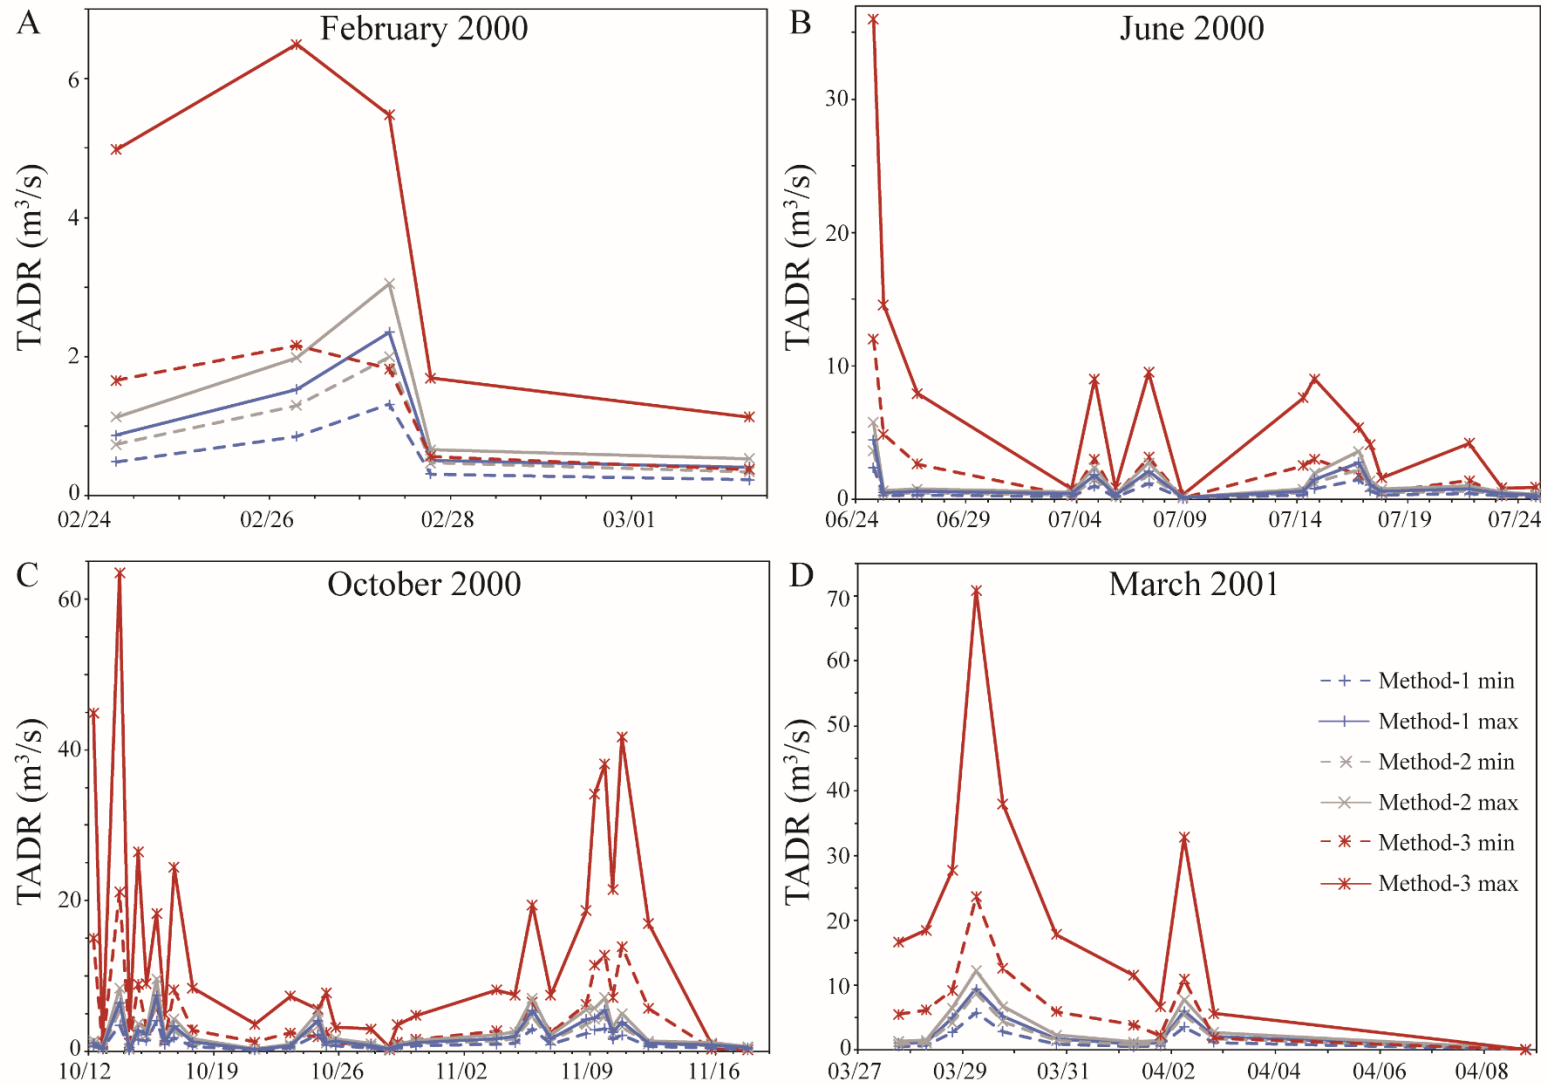 A
February 2000
TADR (m³/s)
6
4
2
0
02/24
02/26
02/28
03/01
B
June 2000
TADR (m³/s)
30
20
10
0
06/24
06/29
07/04
07/09
07/14
07/19
07/24
C
October 2000
TADR (m³/s)
60
40
20
0
10/12
10/19
10/26
11/02
11/09
11/16
D
March 2001
TADR (m³/s)
70
60
50
40
30
20
10
0
03/27
03/29
03/31
04/02
04/04
04/06
04/08
Method-1 min
Method-1 max
Method-2 min
Method-2 max
Method-3 min
Method-3 max